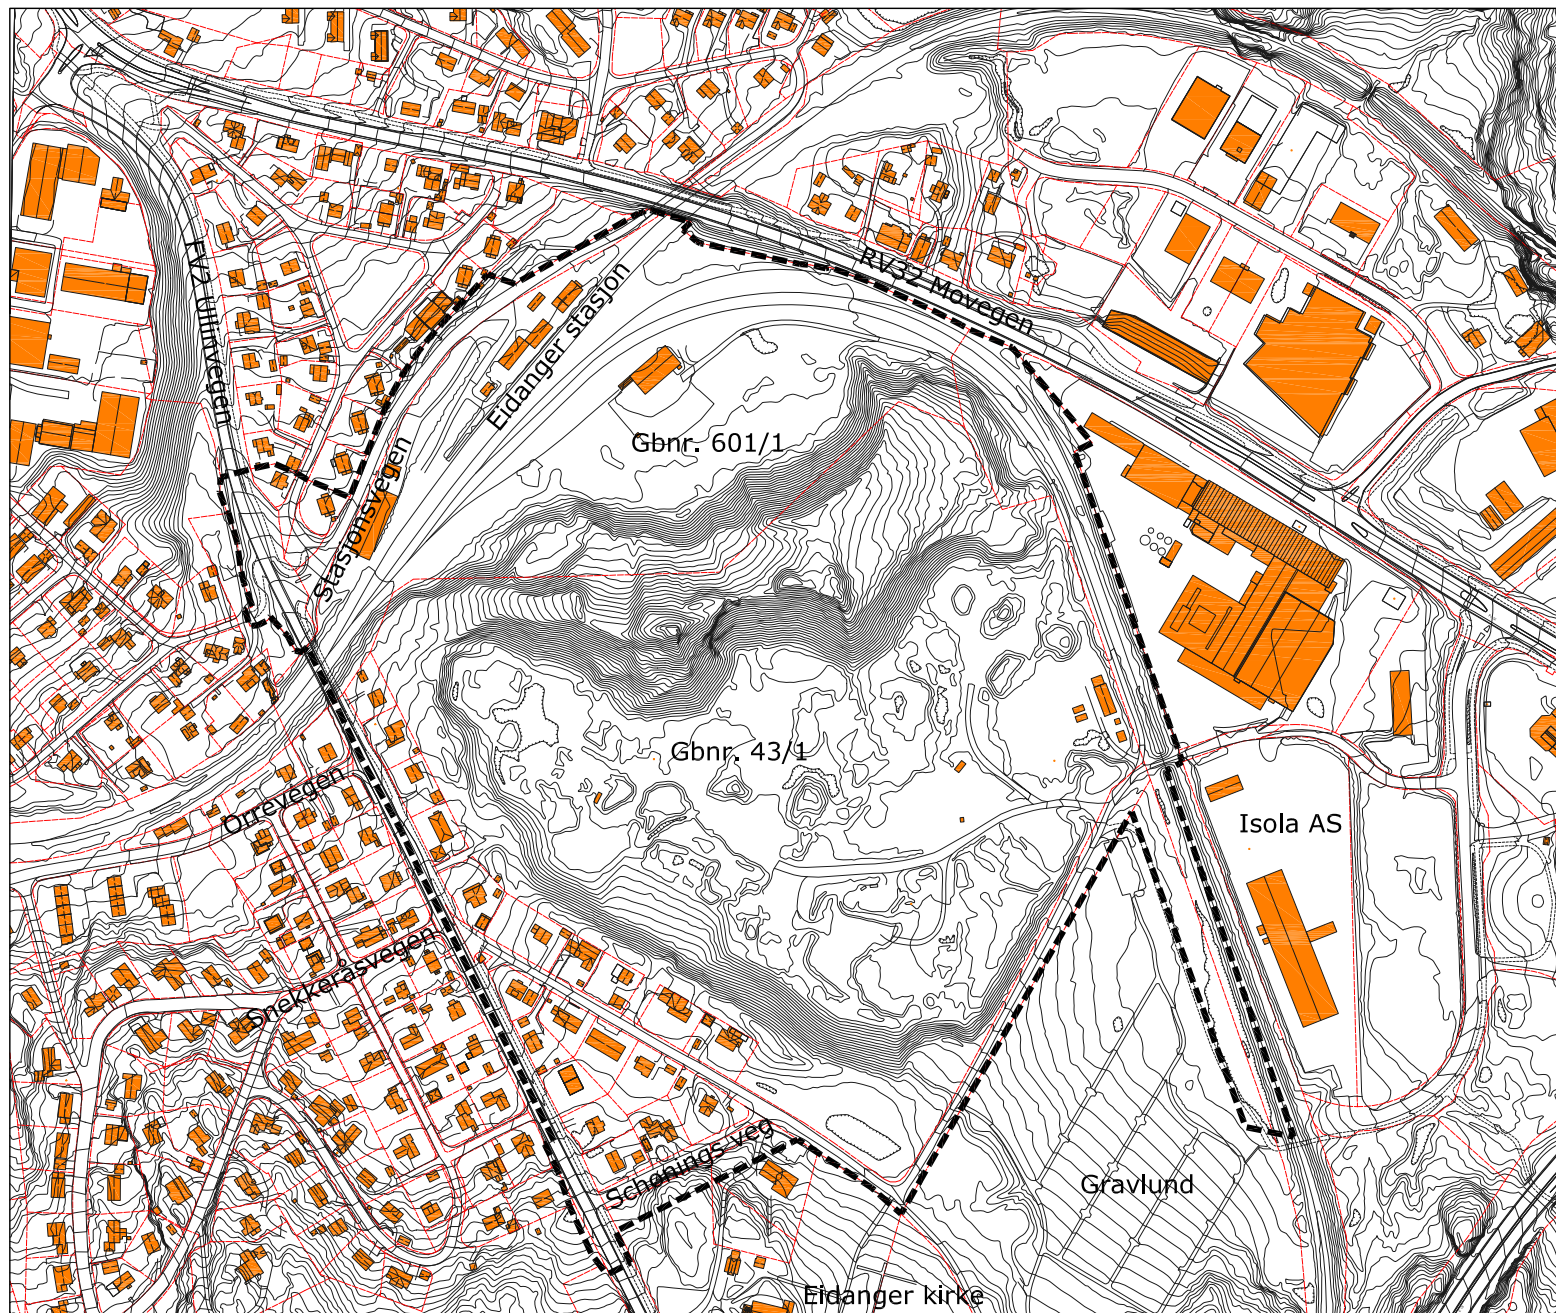 RV32 Movegen
FV2 Ullinvegen
Eidanger stasjon
Gbnr. 601/1
Stasjonsvegen
Gbnr. 43/1
Orrevegen
Isola AS
Snekkeråsvegen
Schønings veg
Gravlund
Eidanger kirke